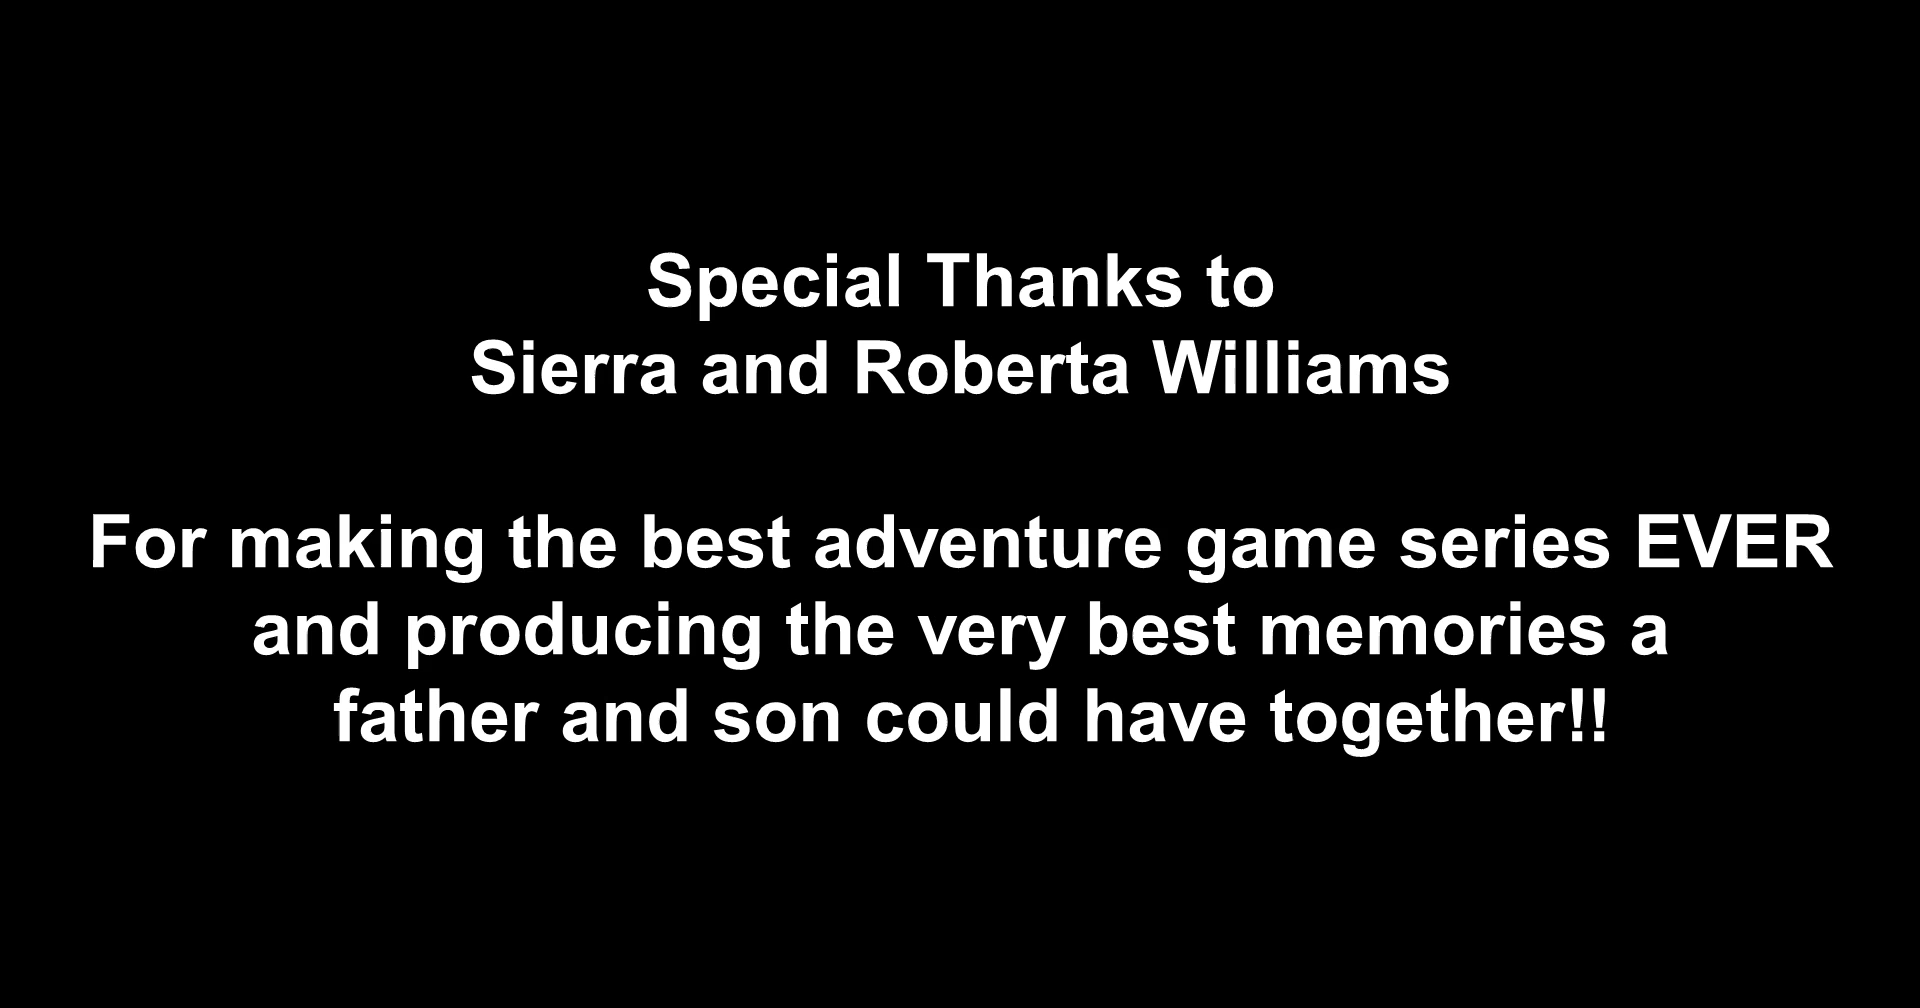 Special Thanks to
Sierra and Roberta Williams
For making the best adventure game series EVER
and producing the very best memories a
father and son could have together!!